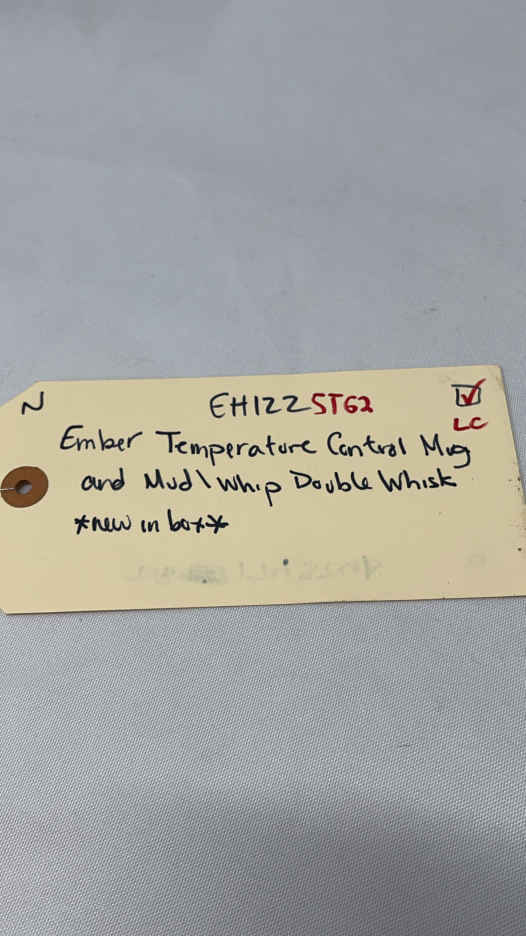 N
EH122ST62
LC
Ember Temperature Control Mug
and Mud\Whip Double Whisk
*new in box*